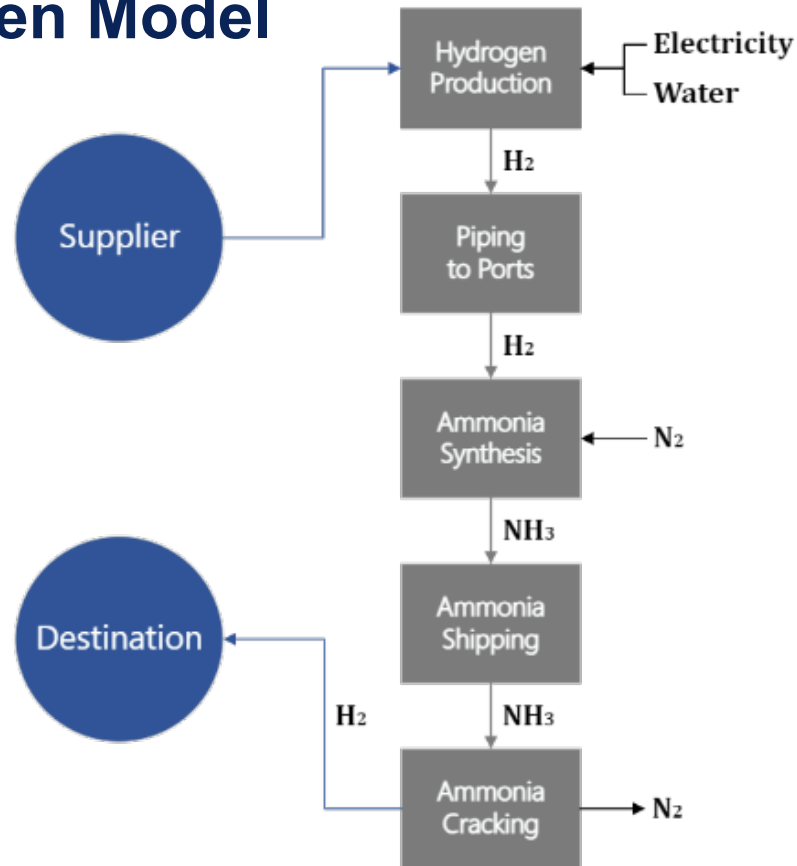 en Model
Hydrogen
Production
Electricity
Water
H₂
Supplier
Piping
to Ports
H₂
Ammonia
Synthesis
N₂
NH₃
Ammonia
Shipping
Destination
H₂
NH₃
Ammonia
Cracking
N₂